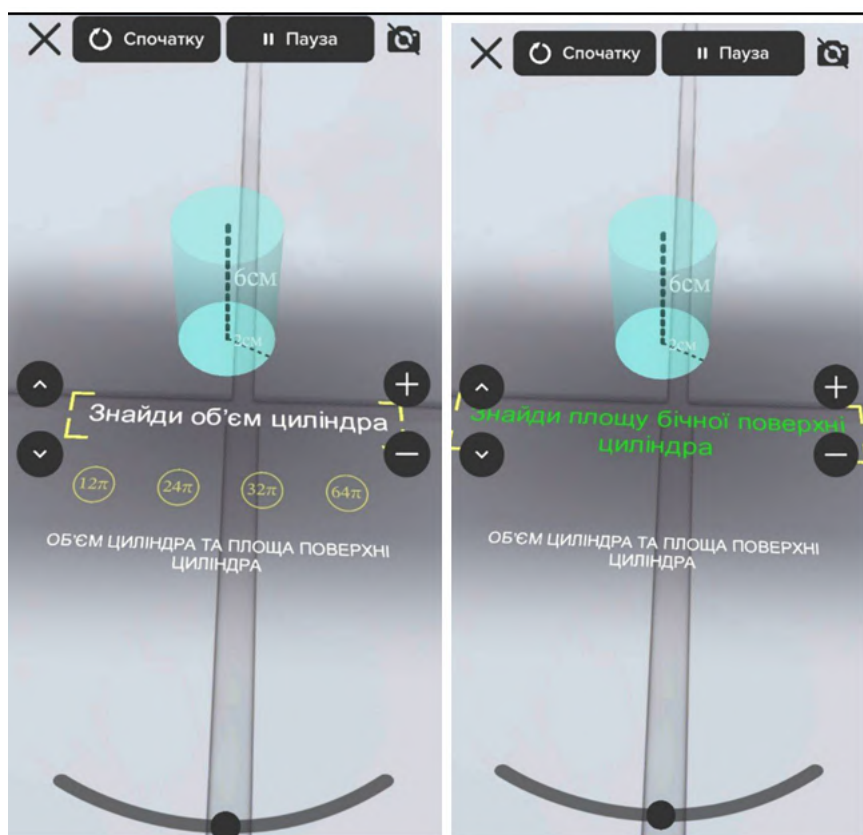 Спочатку
Пауза
6см
2см
Знайди об'єм циліндра
12π
24π
32π
64π
ОБ'ЄМ ЦИЛІНДРА ТА ПЛОЩА ПОВЕРХНІ
ЦИЛІНДРА
Спочатку
Пауза
6см
2см
Знайди площу бічної поверхні
циліндра
ОБ'ЄМ ЦИЛІНДРА ТА ПЛОЩА ПОВЕРХНІ
ЦИЛІНДРА